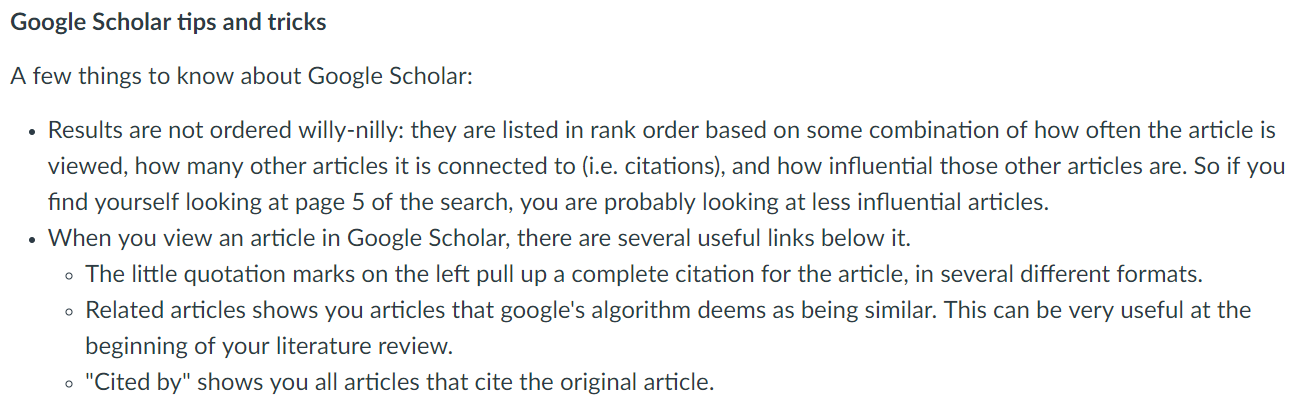 Google Scholar tips and tricks
A few things to know about Google Scholar:
• Results are not ordered willy-nilly: they are listed in rank order based on some combination of how often the article is
viewed, how many other articles it is connected to (i.e. citations), and how influential those other articles are. So if you
find yourself looking at page 5 of the search, you are probably looking at less influential articles.
• When you view an article in Google Scholar, there are several useful links below it.
◦ The little quotation marks on the left pull up a complete citation for the article, in several different formats.
◦ Related articles shows you articles that google's algorithm deems as being similar. This can be very useful at the
beginning of your literature review.
◦ "Cited by" shows you all articles that cite the original article.